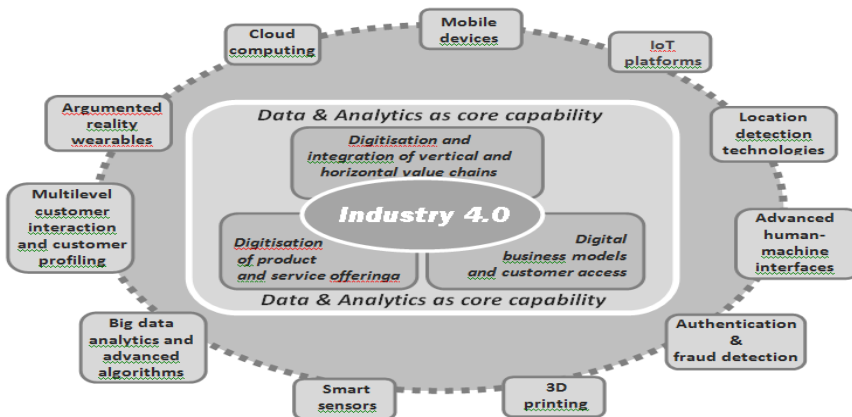 Cloud
computing
Mobile
devices
IoT
platforms
Argumented
reality
wearables
Data & Analytics as core capability
Location
detection
technologies
Digitisation and
integration of vertical and
horizontal value chains
Multilevel
customer
interaction
and customer
profiling
Industry 4.0
Advanced
human-
machine
interfaces
Digitisation
of product
and service offeringa
Digital
business models
and customer access
Data & Analytics as core capability
Big data
analytics and
advanced
algorithms
Authentication
&
fraud detection
Smart
sensors
3D
printing